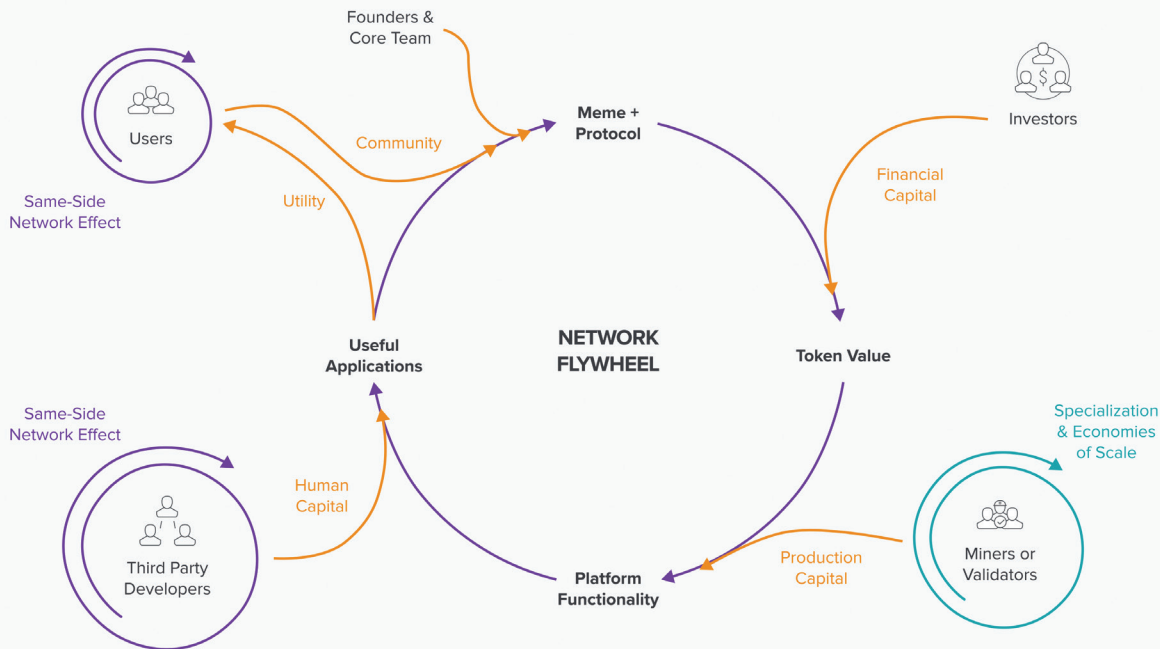 Founders &
Core Team
Users
Same-Side
Network Effect
Community
Utility
Meme +
Protocol
Investors
Financial
Capital
Useful
Applications
NETWORK
FLYWHEEL
Token Value
Same-Side
Network Effect
Human
Capital
Third Party
Developers
Platform
Functionality
Production
Capital
Specialization
& Economies
of Scale
$
Miners or
Validators